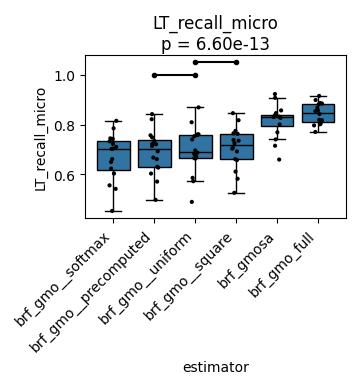 LT_recall_micro
p = 6.60e-13
LT_recall_micro
1.0
0.8
0.6
brf_gmo__softmax
brf_gmo__precomputed
brf_gmo__uniform
brf_gmo__square
brf_gmosa
brf_gmo_full
estimator